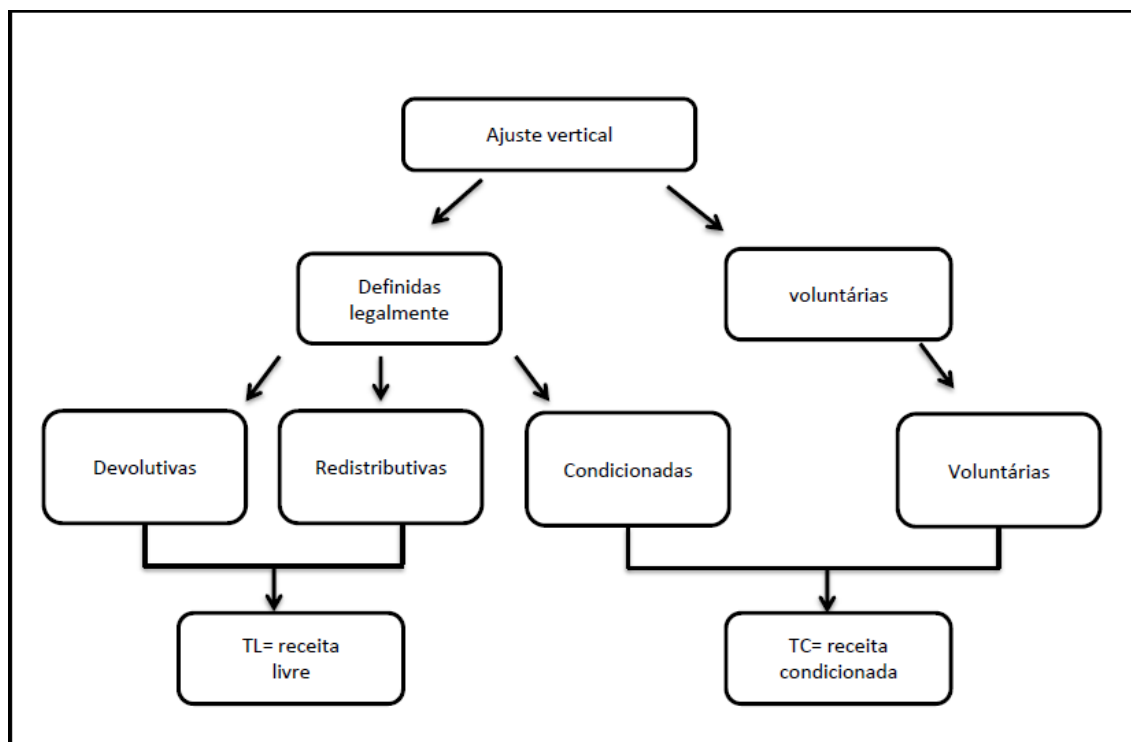 Ajuste vertical
Definidas
legalmente
voluntárias
Devolutivas
Redistributivas
Condicionadas
Voluntárias
TL= receita
livre
TC= receita
condicionada